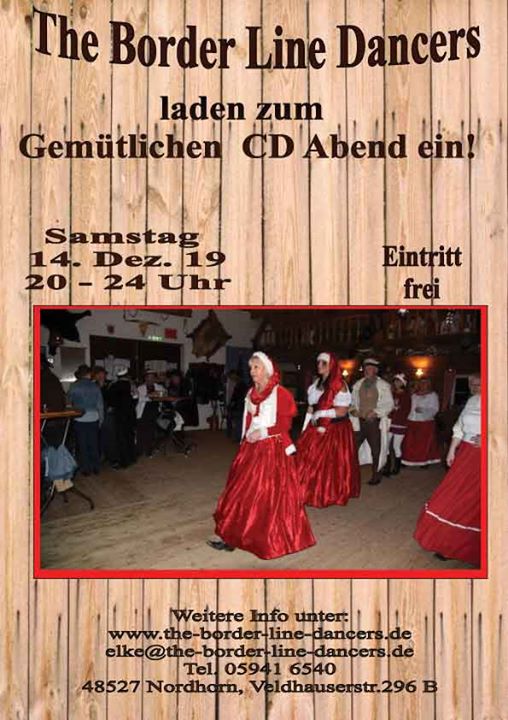 The Border Line Dancers
laden zum
Gemütlichen CD Abend ein!
Samstag
14. Dez. 19
20 - 24 Uhr
Eintritt
frei
Weitere Info unter:
www.the-border-line-dancers.de
elke@the-border-line-dancers.de
Tel. 05941 6540
48527 Nordhorn, Veldhauserstr.296 B